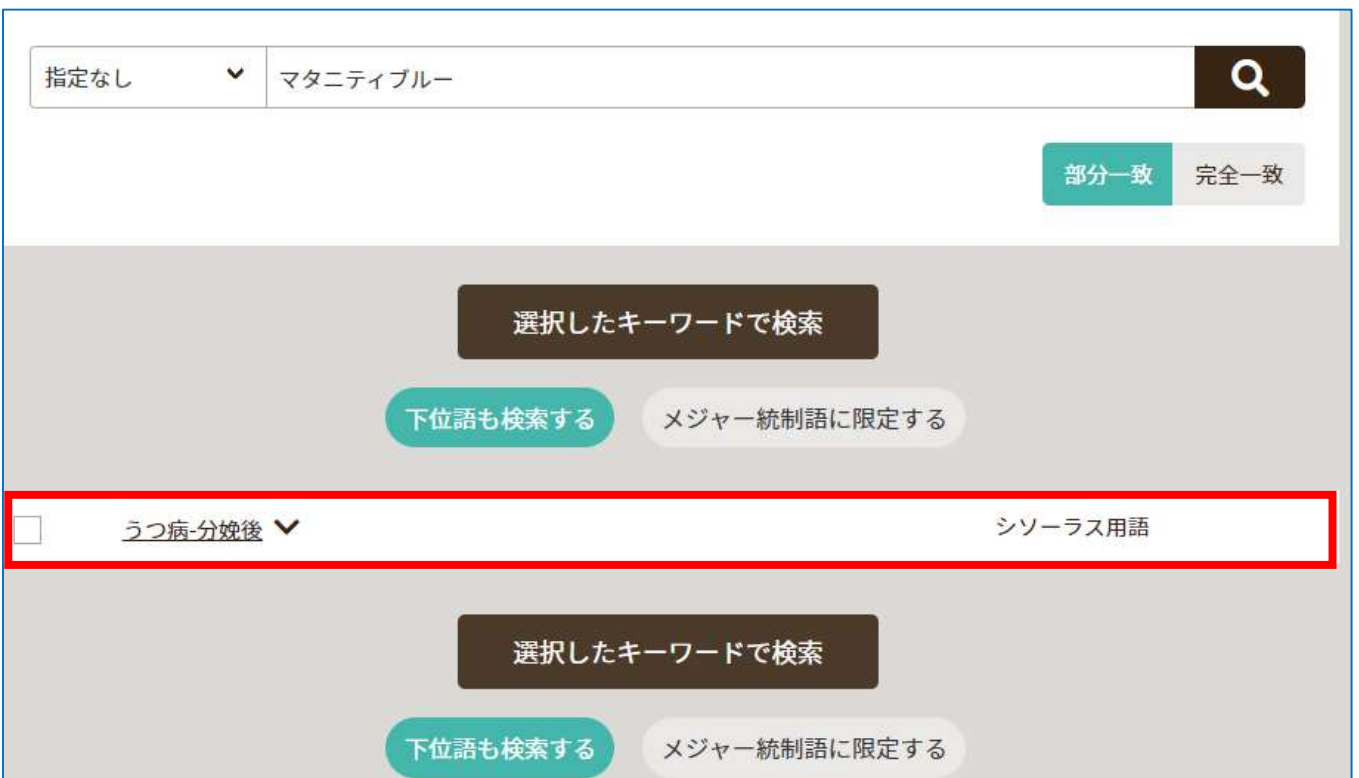 指定なし マタニティブルー
部分一致 完全一致
選択したキーワードで検索
下位語も検索する メジャー統制語に限定する
うつ病-分娩後 シソーラス用語
選択したキーワードで検索
下位語も検索する メジャー統制語に限定する